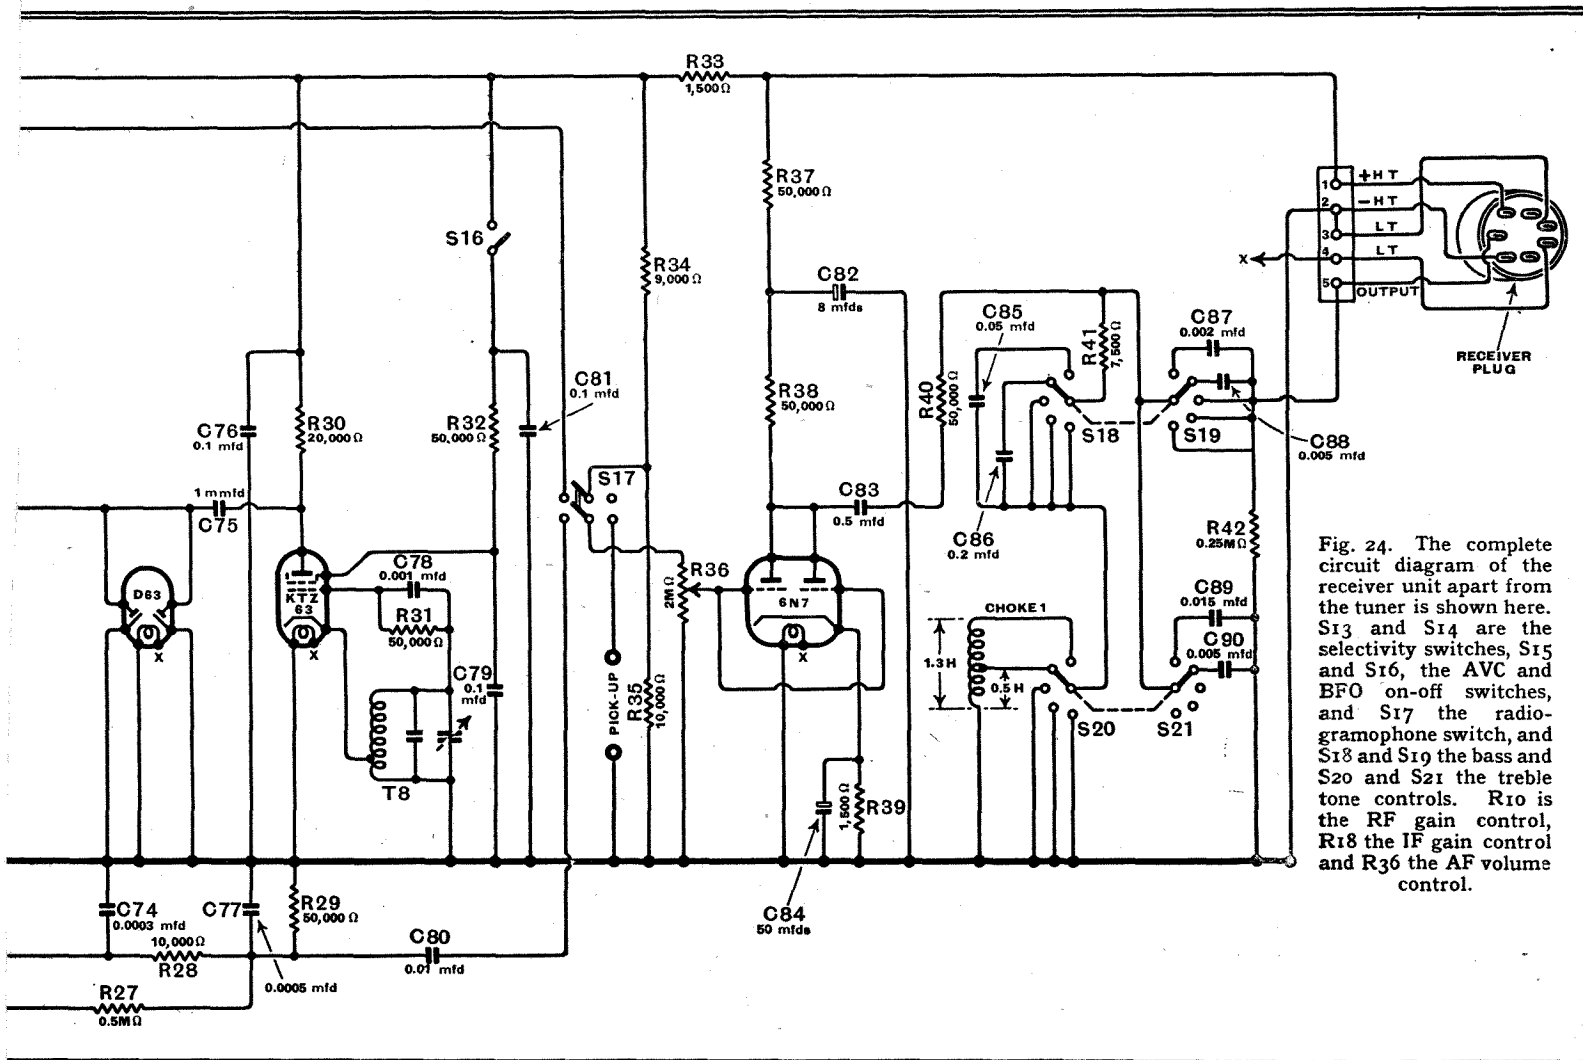 R33
1,500Ω
R37
50,000Ω
1
+HT
2
-HT
3
LT
4
LT
X
5
OUTPUT
RECEIVER
PLUG
S16
R34
9,000Ω
C82
8 mfds
C85
0.05 mfd
R41
7,500Ω
C87
0.002 mfd
C81
0.1 mfd
R38
50,000Ω
R40
50,000Ω
C76
0.1 mfd
R30
20,000Ω
R32
50,000Ω
S18
S19
C88
0.005 mfd
S17
1mmfd
C75
C83
0.5 mfd
C86
0.2 mfd
R42
0.25MΩ
D63
X
KTZ
63
X
C78
0.001 mfd
R31
50,000Ω
R36
2MΩ
6N7
X
CHOKE 1
1.3H
0.5H
C89
0.015 mfd
C90
0.005 mfd
C79
0.1
mfd
R35
10,000Ω
PICK-UP
S20
S21
T8
1,500Ω
R39
C74
0.0003 mfd
C77
R29
50,000Ω
C84
50 mfds
10,000Ω
R28
C80
0.01 mfd
0.0005 mfd
R27
0.5MΩ
Fig. 24. The complete
circuit diagram of the
receiver unit apart from
the tuner is shown here.
S13 and S14 are the
selectivity switches, S15
and S16, the AVC and
BFO on-off switches,
and S17 the radio-
gramophone switch, and
S18 and S19 the bass and
S20 and S21 the treble
tone controls. R10 is
the RF gain control,
R18 the IF gain control
and R36 the AF volume
control.